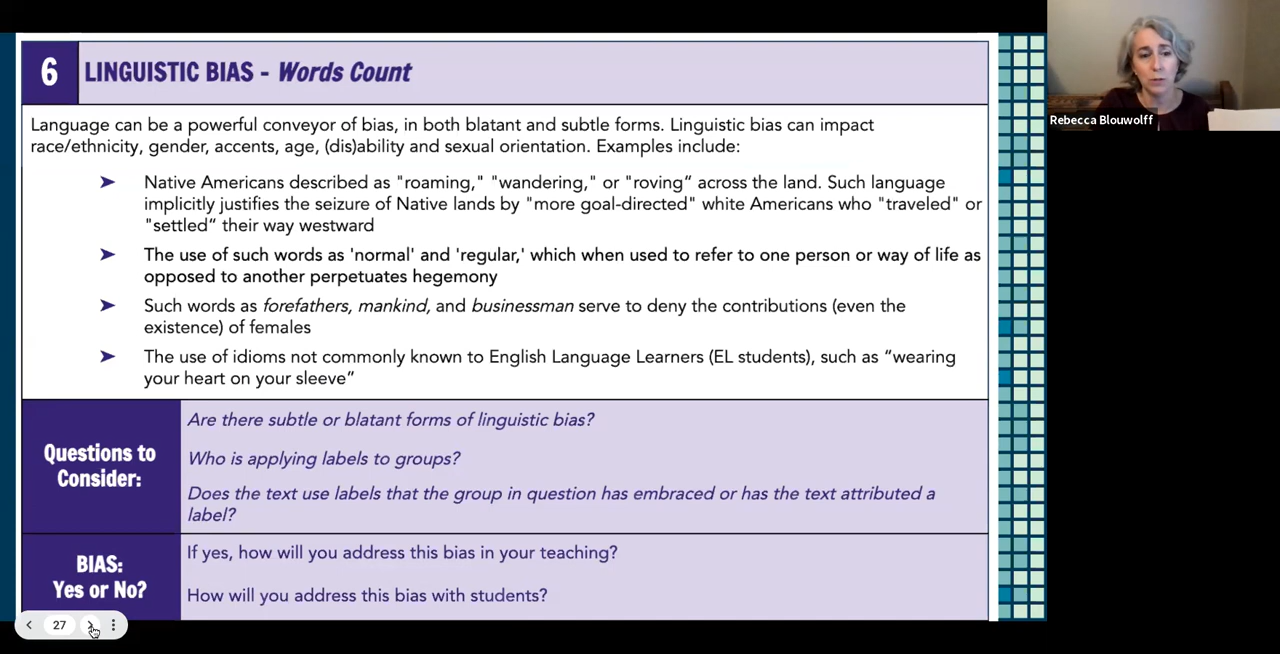 6 LINGUISTIC BIAS - Words Count
Rebecca Blouwolff
Language can be a powerful conveyor of bias, in both blatant and subtle forms. Linguistic bias can impact
race/ethnicity, gender, accents, age, (dis)ability and sexual orientation. Examples include:
➤ Native Americans described as "roaming," "wandering," or "roving” across the land. Such language
implicitly justifies the seizure of Native lands by "more goal-directed" white Americans who "traveled" or
"settled” their way westward
➤ The use of such words as 'normal' and 'regular,' which when used to refer to one person or way of life as
opposed to another perpetuates hegemony
➤ Such words as forefathers, mankind, and businessman serve to deny the contributions (even the
existence) of females
➤ The use of idioms not commonly known to English Language Learners (EL students), such as “wearing
your heart on your sleeve”
Questions to
Consider:
Are there subtle or blatant forms of linguistic bias?
Who is applying labels to groups?
Does the text use labels that the group in question has embraced or has the text attributed a
label?
BIAS:
Yes or No?
If yes, how will you address this bias in your teaching?
How will you address this bias with students?
27